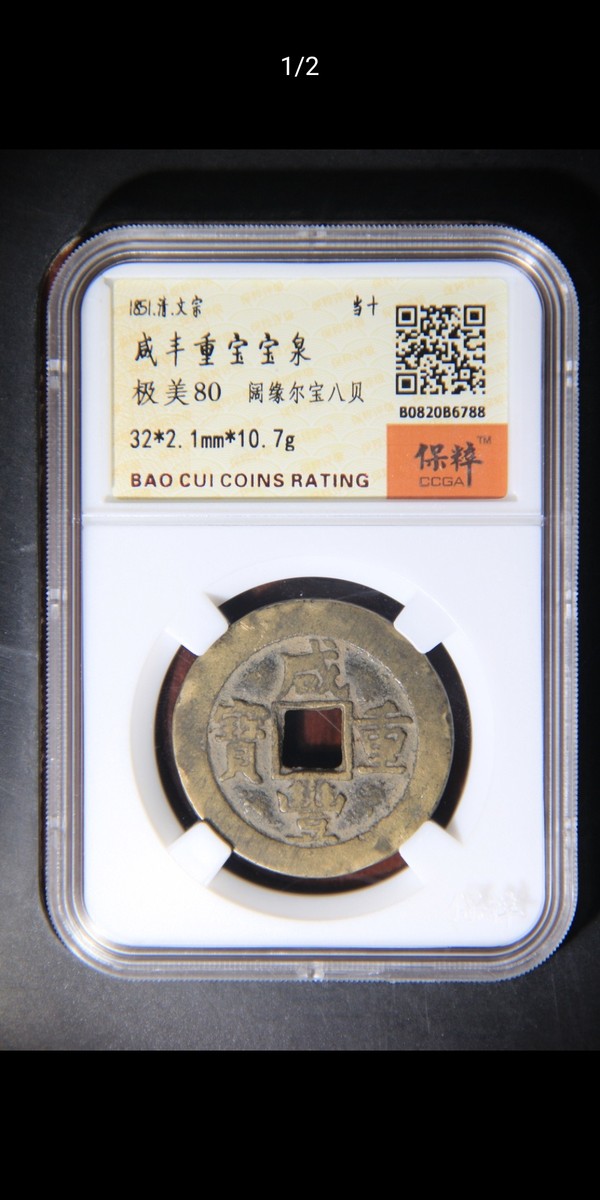 1/2
1851.清.文宗 当十
咸丰重宝宝泉
极美80 阔缘尔宝八贝
32*2.1mm*10.7g
BAO CUI COINS RATING
B0820B6788
保粹 TM
CCGA
咸
寶 重
豐